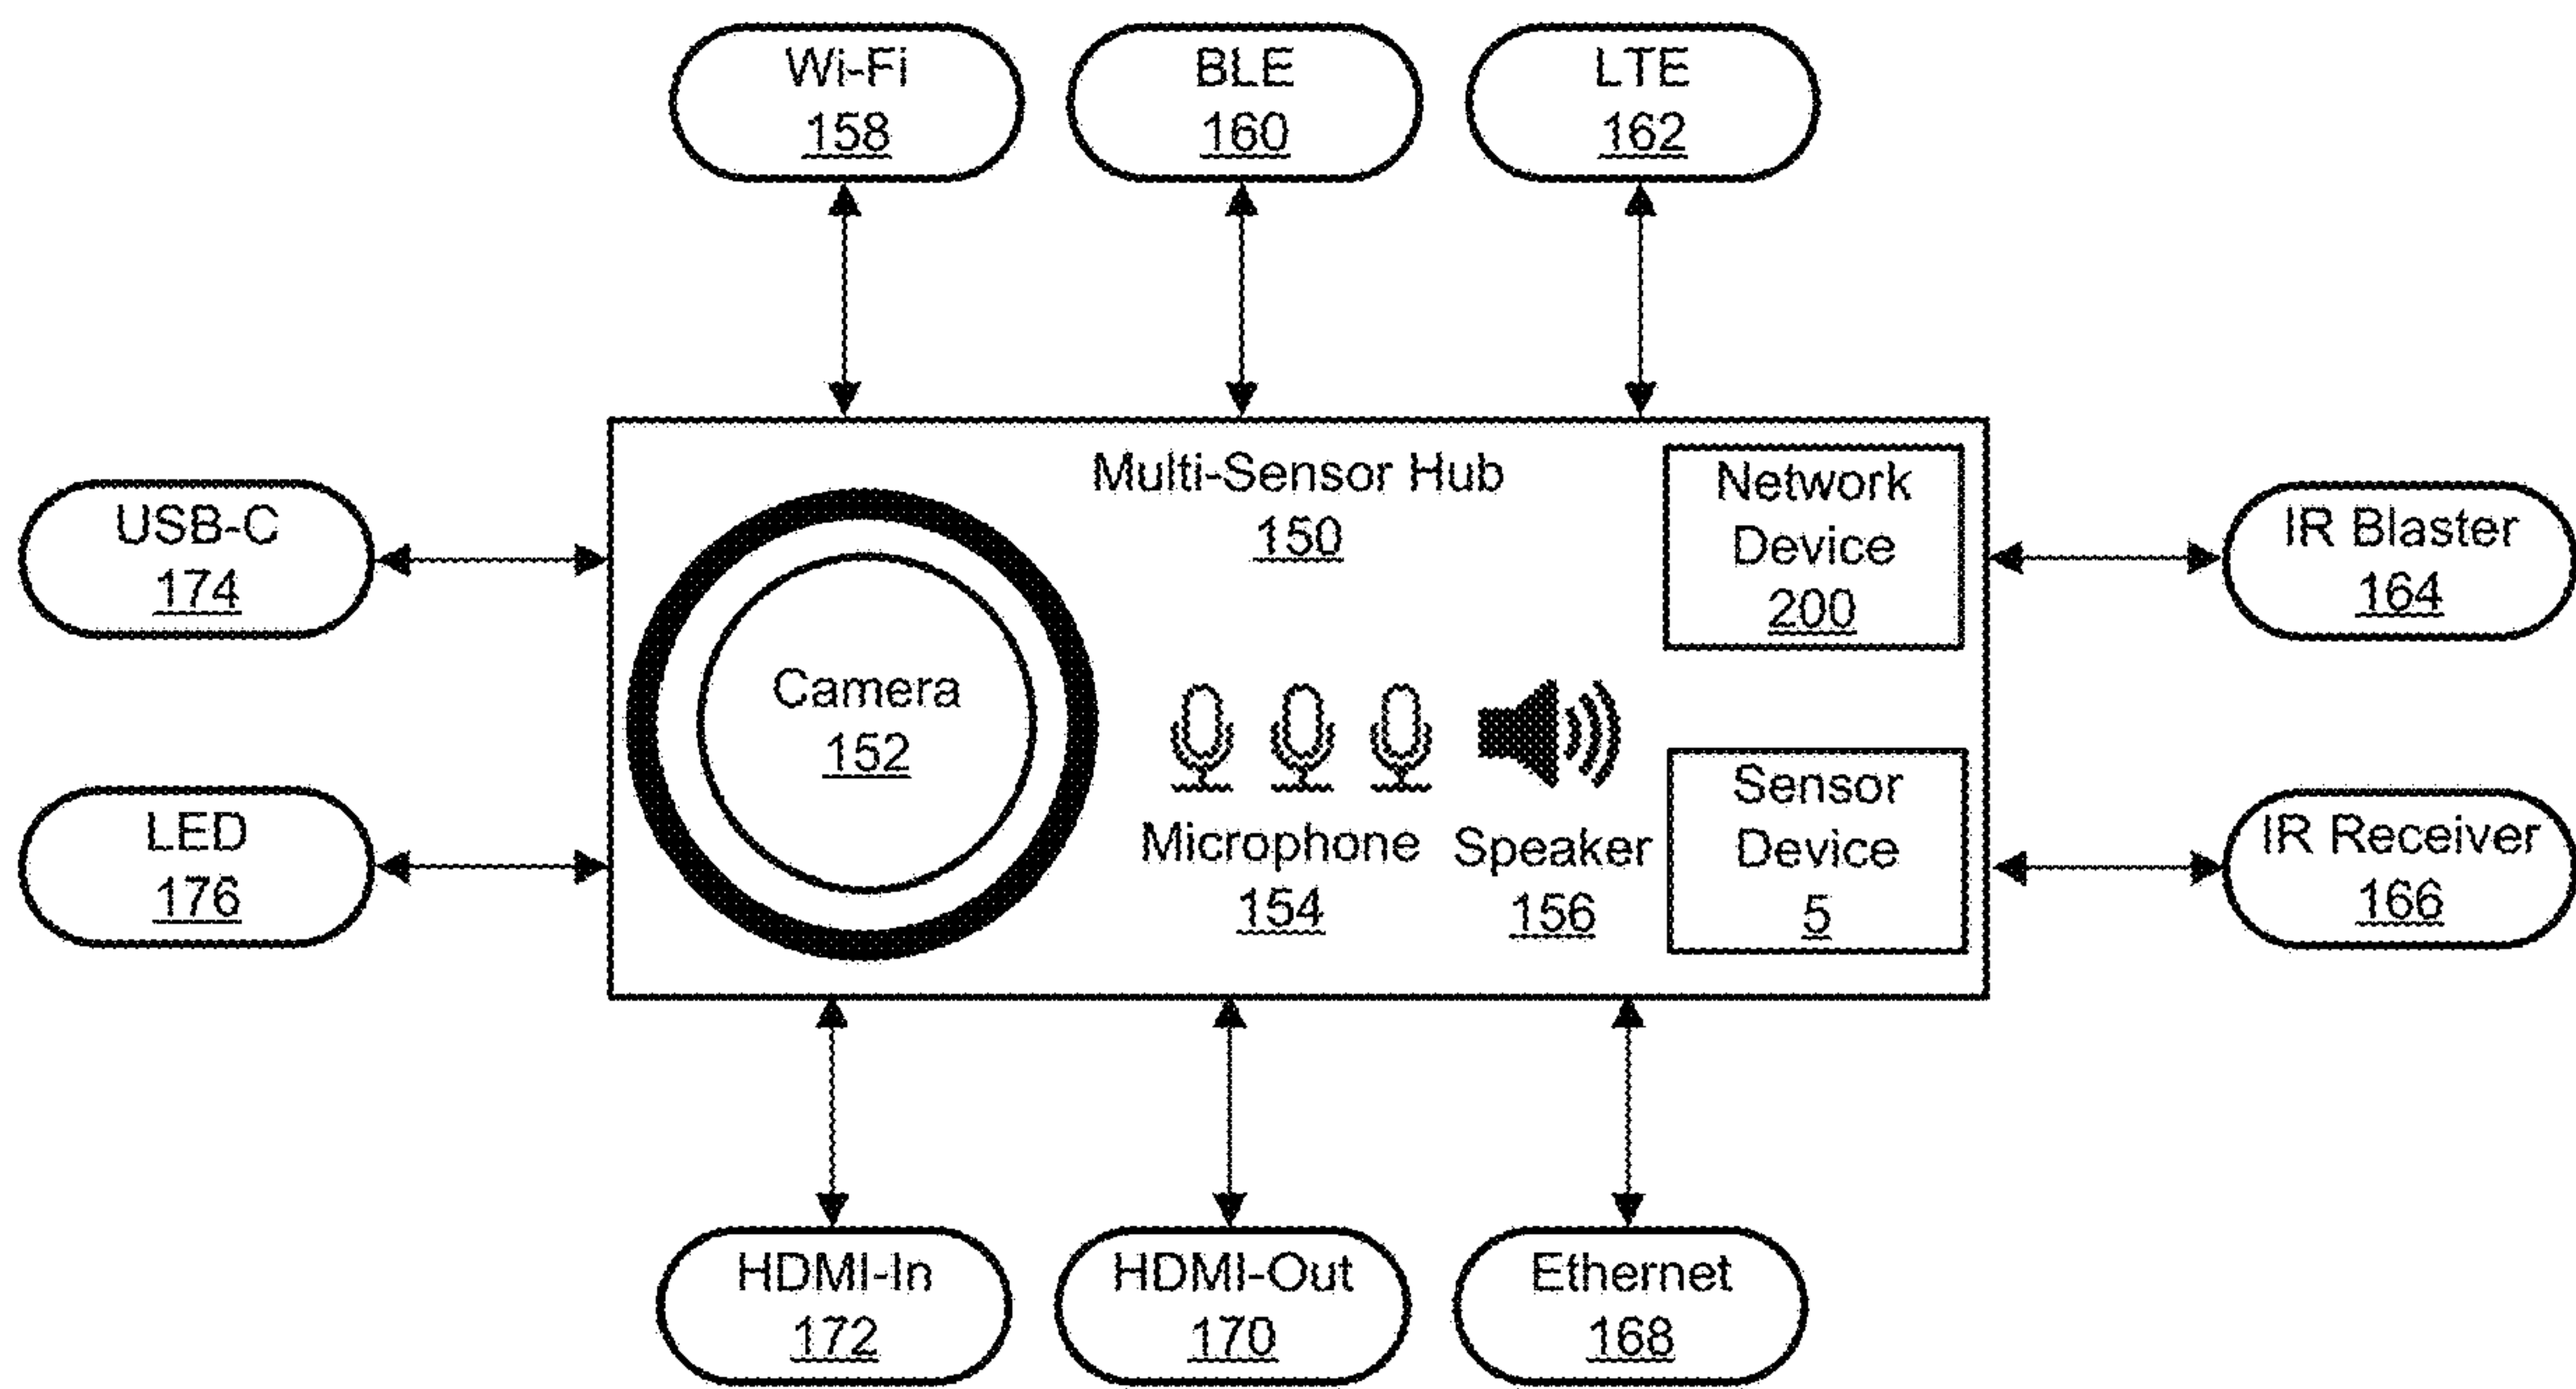 Wi-Fi
158
BLE
160
LTE
162
USB-C
174
LED
176
Multi-Sensor Hub
150
Camera
152
Microphone
154
Speaker
156
Network
Device
200
Sensor
Device
5
IR Blaster
164
IR Receiver
166
HDMI-In
172
HDMI-Out
170
Ethernet
168